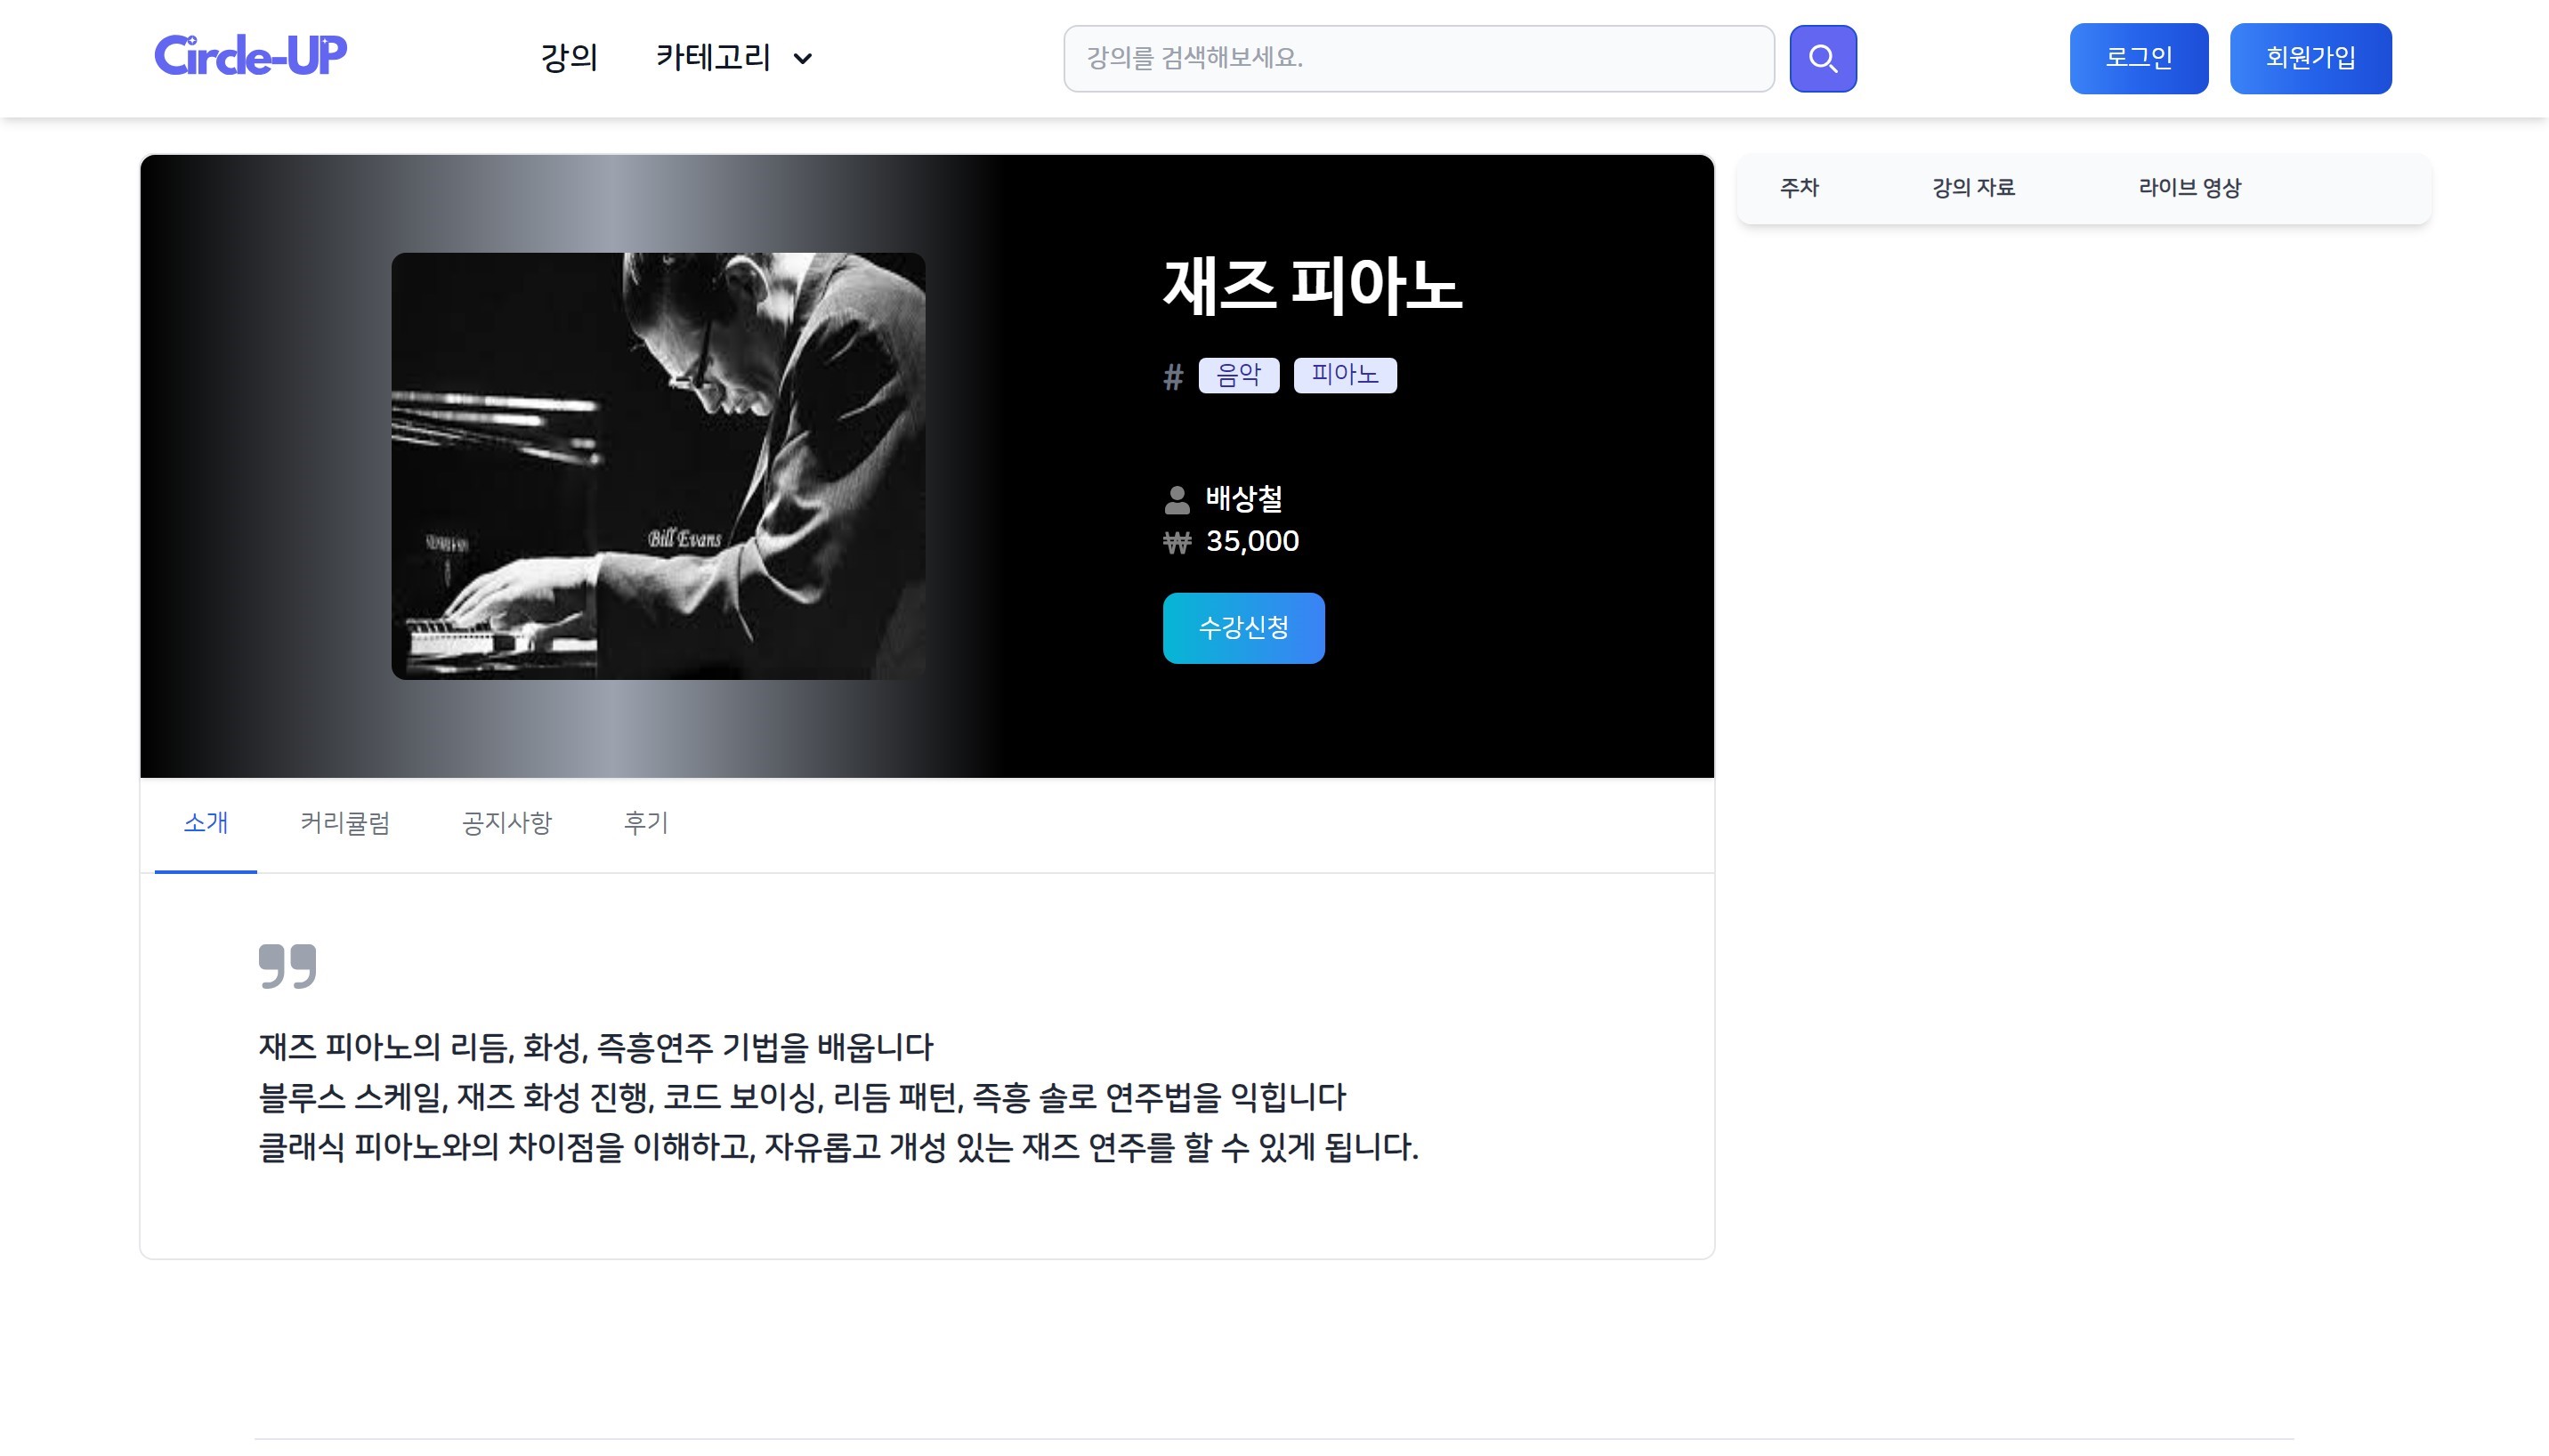 Circle-UP
강의 카테고리
강의를 검색해보세요.
로그인 회원가입
Bill Evans
재즈 피아노
# 음악 피아노
배상철
₩ 35,000
수강신청
주차 강의 자료 라이브 영상
소개 커리큘럼 공지사항 후기
재즈 피아노의 리듬, 화성, 즉흥연주 기법을 배웁니다
블루스 스케일, 재즈 화성 진행, 코드 보이싱, 리듬 패턴, 즉흥 솔로 연주법을 익힙니다
클래식 피아노와의 차이점을 이해하고, 자유롭고 개성 있는 재즈 연주를 할 수 있게 됩니다.